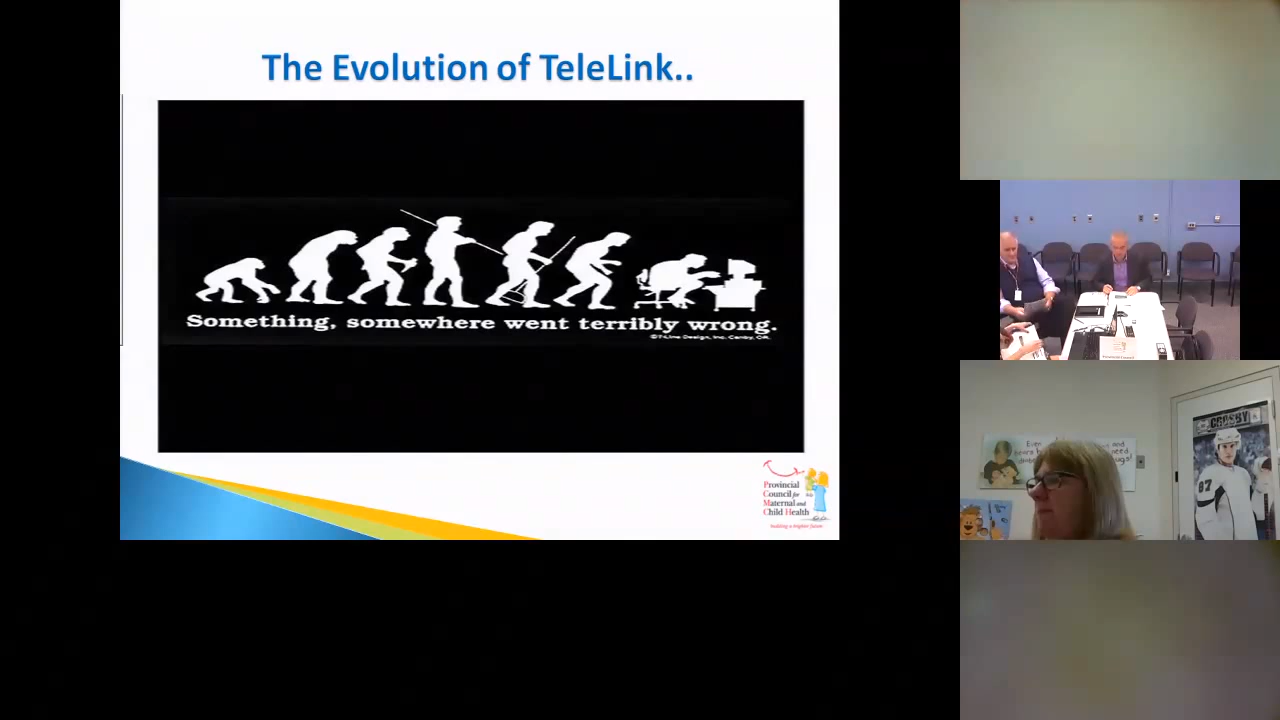 The Evolution of TeleLink..
Something, somewhere went terribly wrong.
Provincial
Council for
Maternal and
Child Health
CROSBY
87